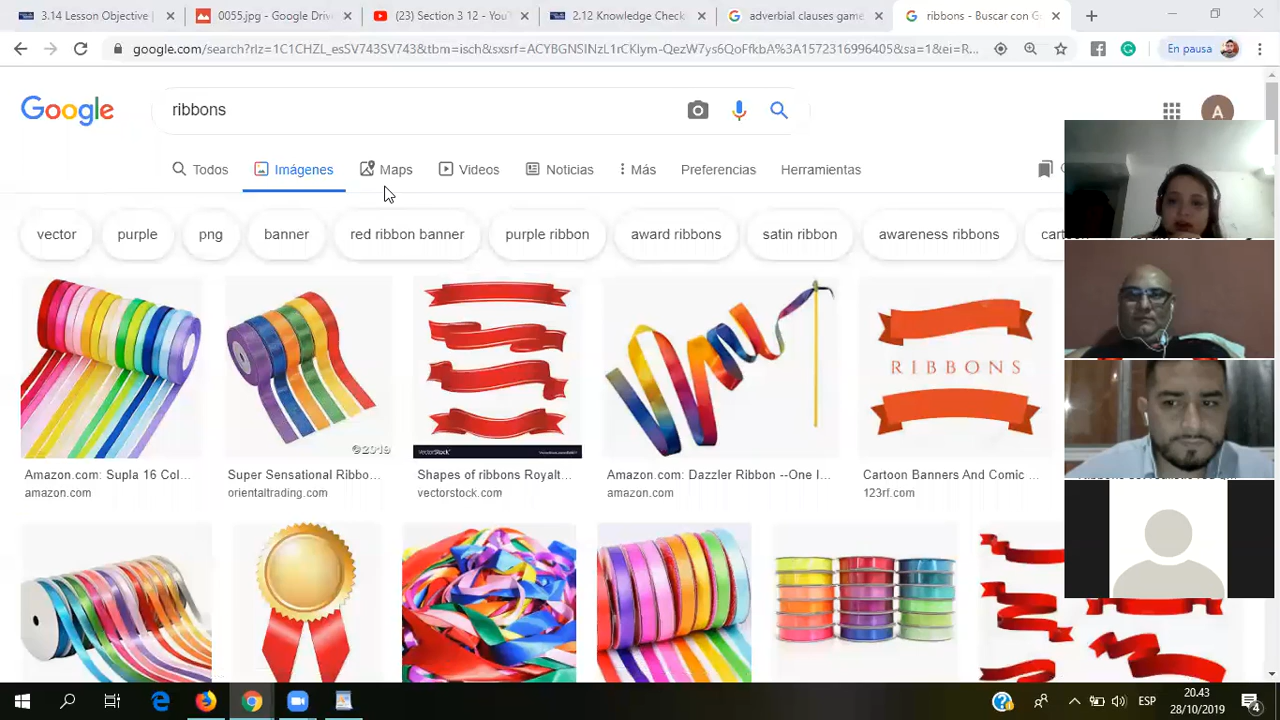 3.14 Lesson Objective |
0055.jpg - Google Drive
(23) Section 3 12 - YouT
2.12 Knowledge Check |
adverbial clauses game
ribbons - Buscar con G
google.com/search?rlz=1C1CHZL_esSV743SV743&tbm=isch&sxsrf=ACYBGNSlNzL1rCKlym-QezW7ys6QoFfkbA%3A1572316996405&sa=1&ei=R...
En pausa
Google
ribbons
A
Todos
Imágenes
Maps
Videos
Noticias
Más
Preferencias
Herramientas
vector
purple
png
banner
red ribbon banner
purple ribbon
award ribbons
satin ribbon
awareness ribbons
RIBBONS
©2019
VectorStock
Amazon.com: Supla 16 Col...
amazon.com
Super Sensational Ribbo...
orientaltrading.com
Shapes of ribbons Royalt...
vectorstock.com
Amazon.com: Dazzler Ribbon --One I...
amazon.com
Cartoon Banners And Comic ...
123rf.com
ESP
20.43
28/10/2019
4